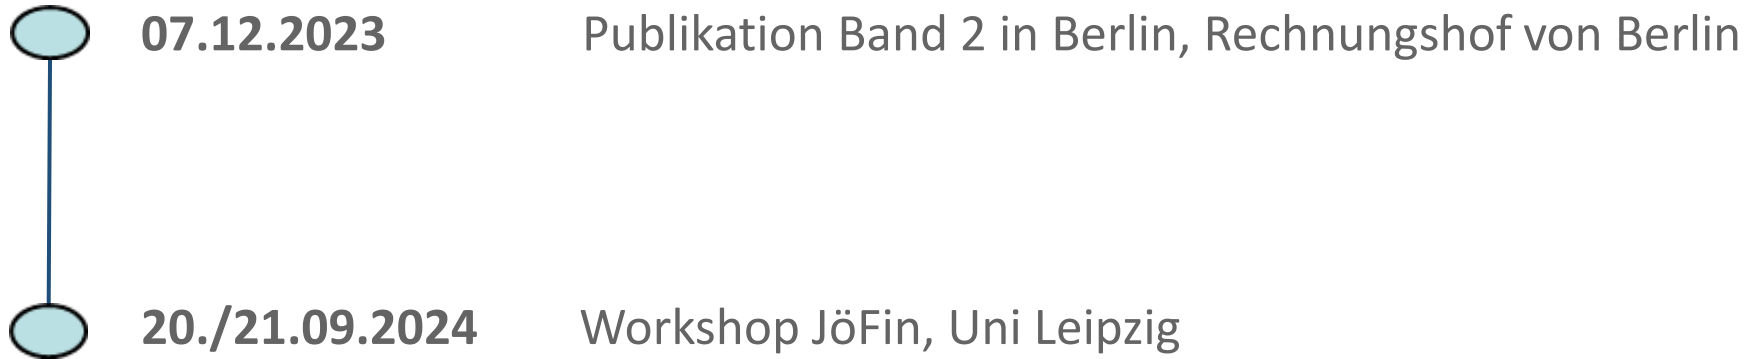 07.12.2023 Publikation Band 2 in Berlin, Rechnungshof von Berlin
20./21.09.2024 Workshop JöFin, Uni Leipzig